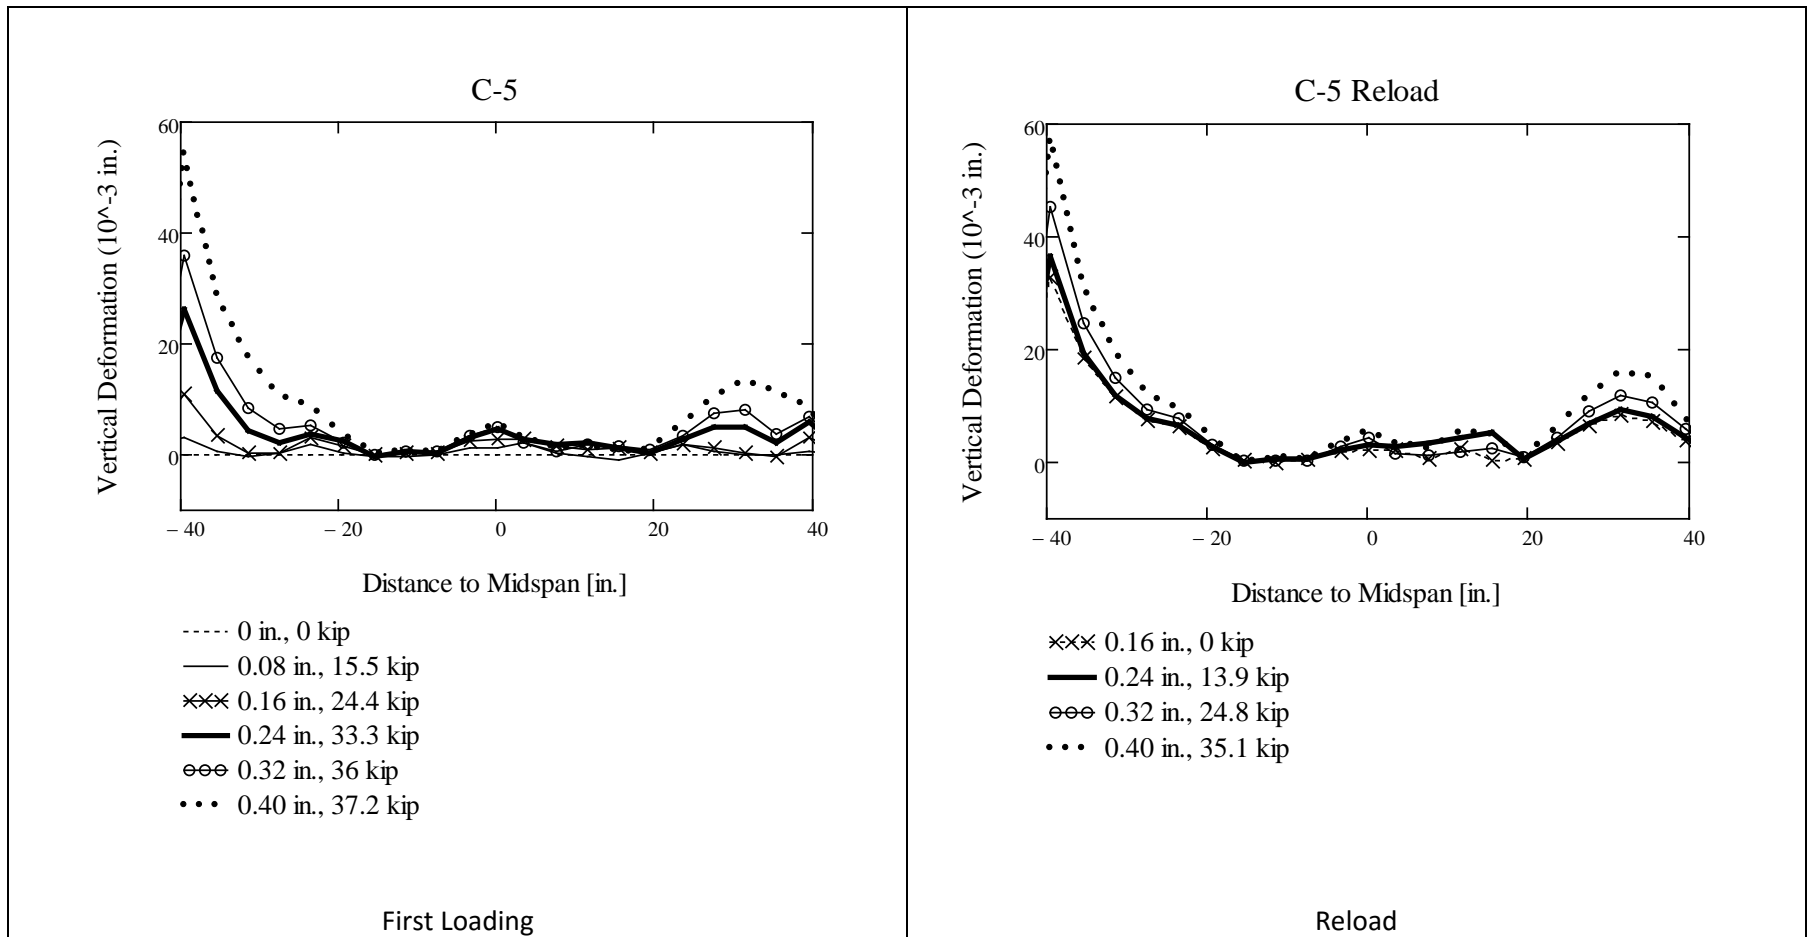 C-5
Vertical Deformation (10^-3 in.)
60
40
20
0
− 40
− 20
0
20
40
Distance to Midspan [in.]
0 in., 0 kip
0.08 in., 15.5 kip
0.16 in., 24.4 kip
0.24 in., 33.3 kip
0.32 in., 36 kip
0.40 in., 37.2 kip
First Loading
C-5 Reload
Vertical Deformation (10^-3 in.)
60
40
20
0
− 40
− 20
0
20
40
Distance to Midspan [in.]
0.16 in., 0 kip
0.24 in., 13.9 kip
0.32 in., 24.8 kip
0.40 in., 35.1 kip
Reload